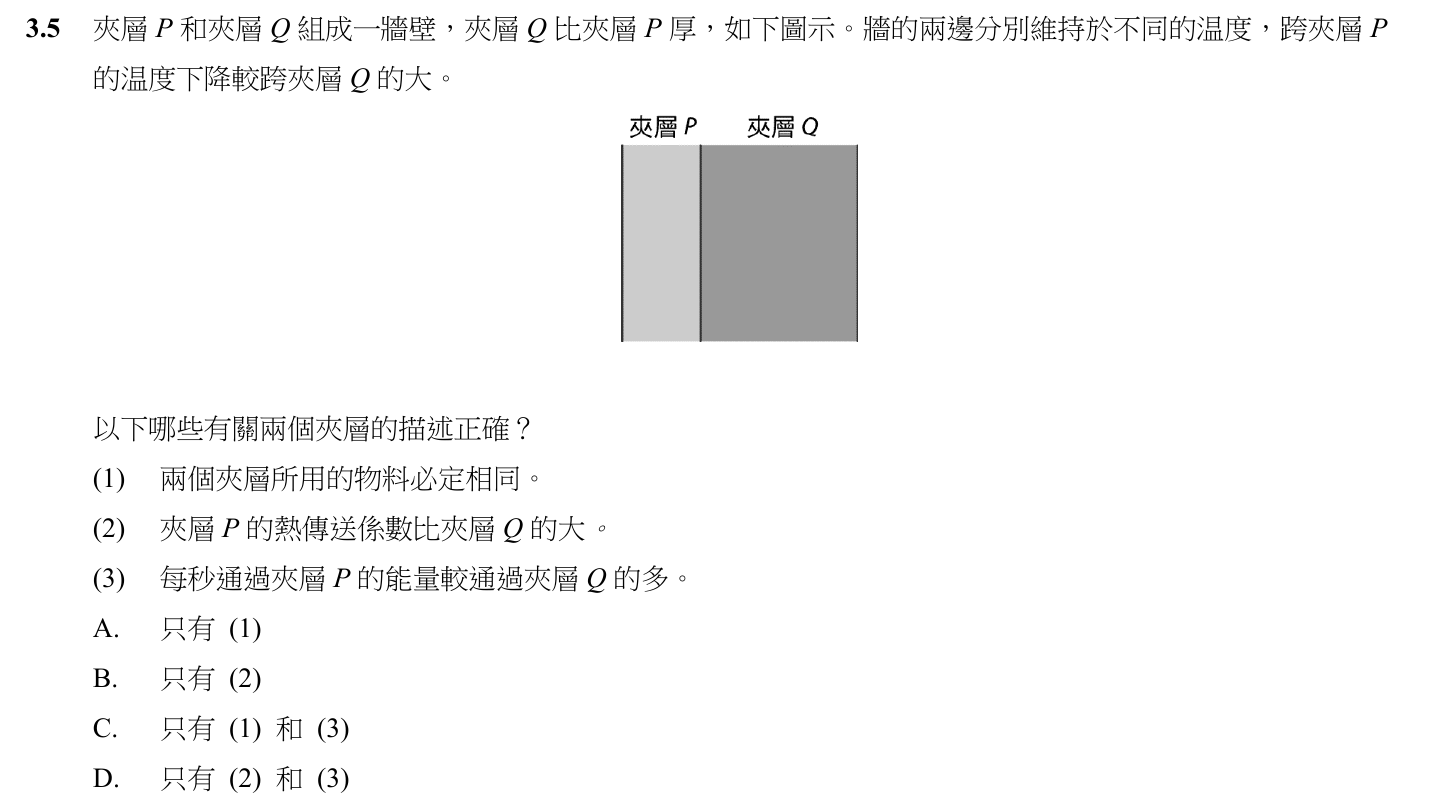 3.5 夾層 P 和夾層 Q 組成一牆壁，夾層 Q 比夾層 P 厚，如下圖示。牆的兩邊分別維持於不同的温度，跨夾層 P
的温度下降較跨夾層 Q 的大。
夾層 P 夾層 Q
以下哪些有關兩個夾層的描述正確？
(1) 兩個夾層所用的物料必定相同。
(2) 夾層 P 的熱傳送係數比夾層 Q 的大。
(3) 每秒通過夾層 P 的能量較通過夾層 Q 的多。
A. 只有 (1)
B. 只有 (2)
C. 只有 (1) 和 (3)
D. 只有 (2) 和 (3)